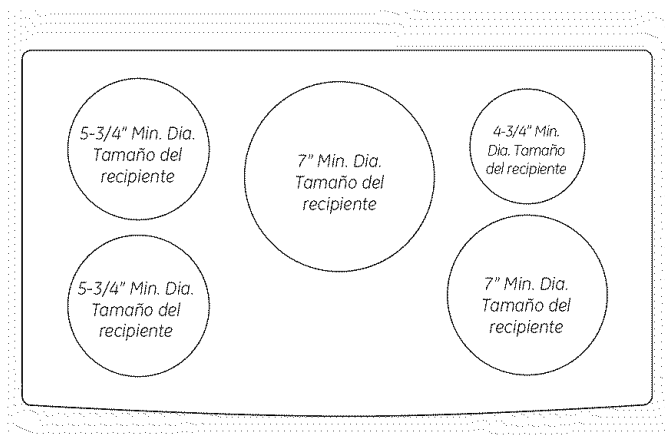 5-3/4" Min. Dia.
Tamaño del
recipiente
7" Min. Dia.
Tamaño del
recipiente
4-3/4" Min.
Dia. Tamaño
del recipiente
5-3/4" Min. Dia.
Tamaño del
recipiente
7" Min. Dia.
Tamaño del
recipiente